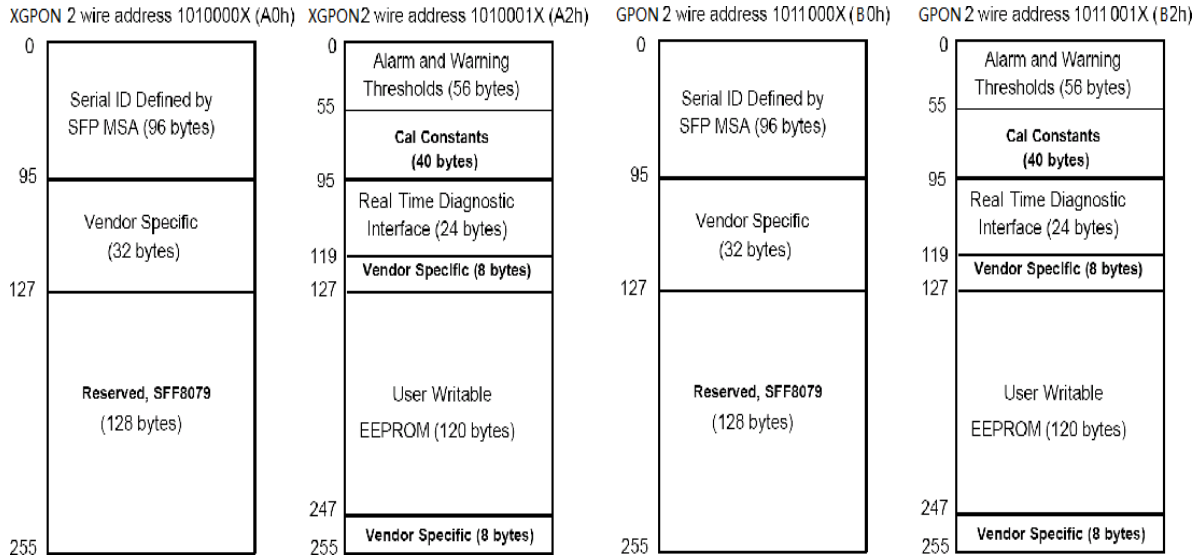 XGPON 2 wire address 1010000X (A0h)
0
Serial ID Defined by
SFP MSA (96 bytes)
95
Vendor Specific
(32 bytes)
127
Reserved, SFF8079
(128 bytes)
255
XGPON2 wire address 1010001X (A2h)
0
Alarm and Warning
Thresholds (56 bytes)
55
Cal Constants
(40 bytes)
95
Real Time Diagnostic
Interface (24 bytes)
119
Vendor Specific (8 bytes)
127
User Writable
EEPROM (120 bytes)
247
Vendor Specific (8 bytes)
255
GPON 2 wire address 1011000X (B0h)
0
Serial ID Defined by
SFP MSA (96 bytes)
95
Vendor Specific
(32 bytes)
127
Reserved, SFF8079
(128 bytes)
255
GPON 2 wire address 1011001X (B2h)
0
Alarm and Warning
Thresholds (56 bytes)
55
Cal Constants
(40 bytes)
95
Real Time Diagnostic
Interface (24 bytes)
119
Vendor Specific (8 bytes)
127
User Writable
EEPROM (120 bytes)
247
Vendor Specific (8 bytes)
255